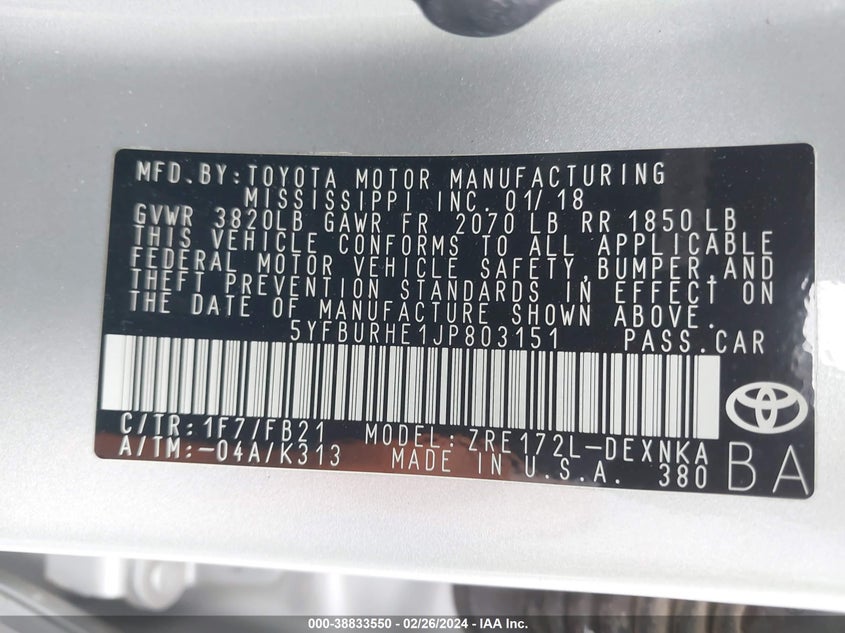 MFD.BY:TOYOTA MOTOR MANUFACTURING
MISSISSIPPI INC. 01/18
GVWR 3820LB GAWR FR 2070 LB RR 1850LB
THIS VEHICLE CONFORMS TO ALL APPLICABLE
FEDERAL MOTOR VEHICLE SAFETY,BUMPER,AND
THEFT PREVENTION STANDARDS IN EFFECT ON
THE DATE OF MANUFACTURE SHOWN ABOVE.
5YFBURHE1JP803151 PASS.CAR
C/TR:1F7/FB21 MODEL:ZRE172L-DEXNKA
A/TM:-04A/K313 MADE IN U.S.A. 380
BA
000-38833550 - 02/26/2024 - IAA Inc.